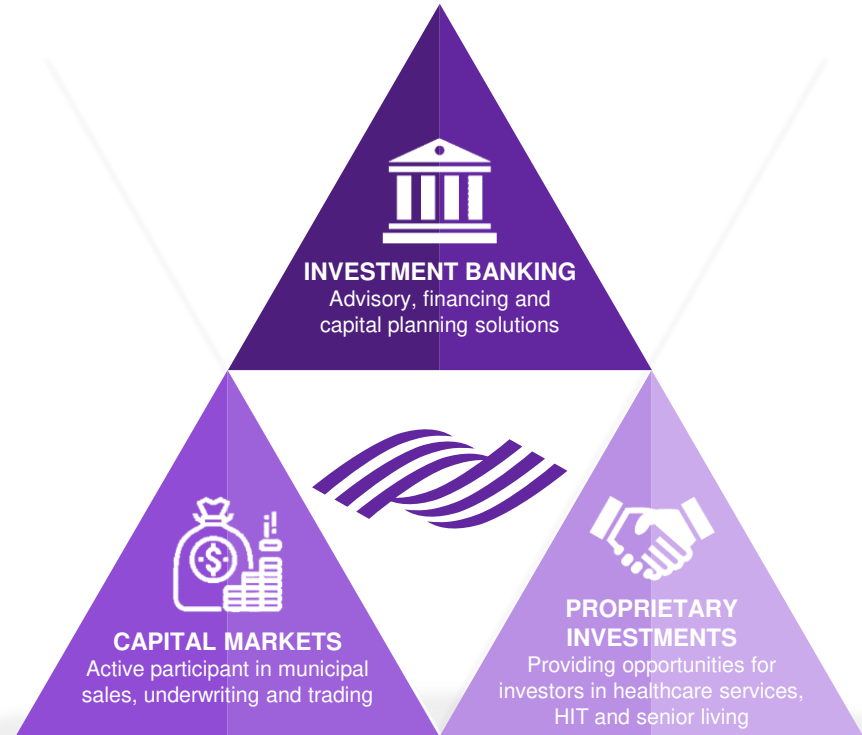 INVESTMENT BANKING
Advisory, financing and
capital planning solutions
CAPITAL MARKETS
Active participant in municipal
sales, underwriting and trading
PROPRIETARY
INVESTMENTS
Providing opportunities for
investors in healthcare services,
HIT and senior living